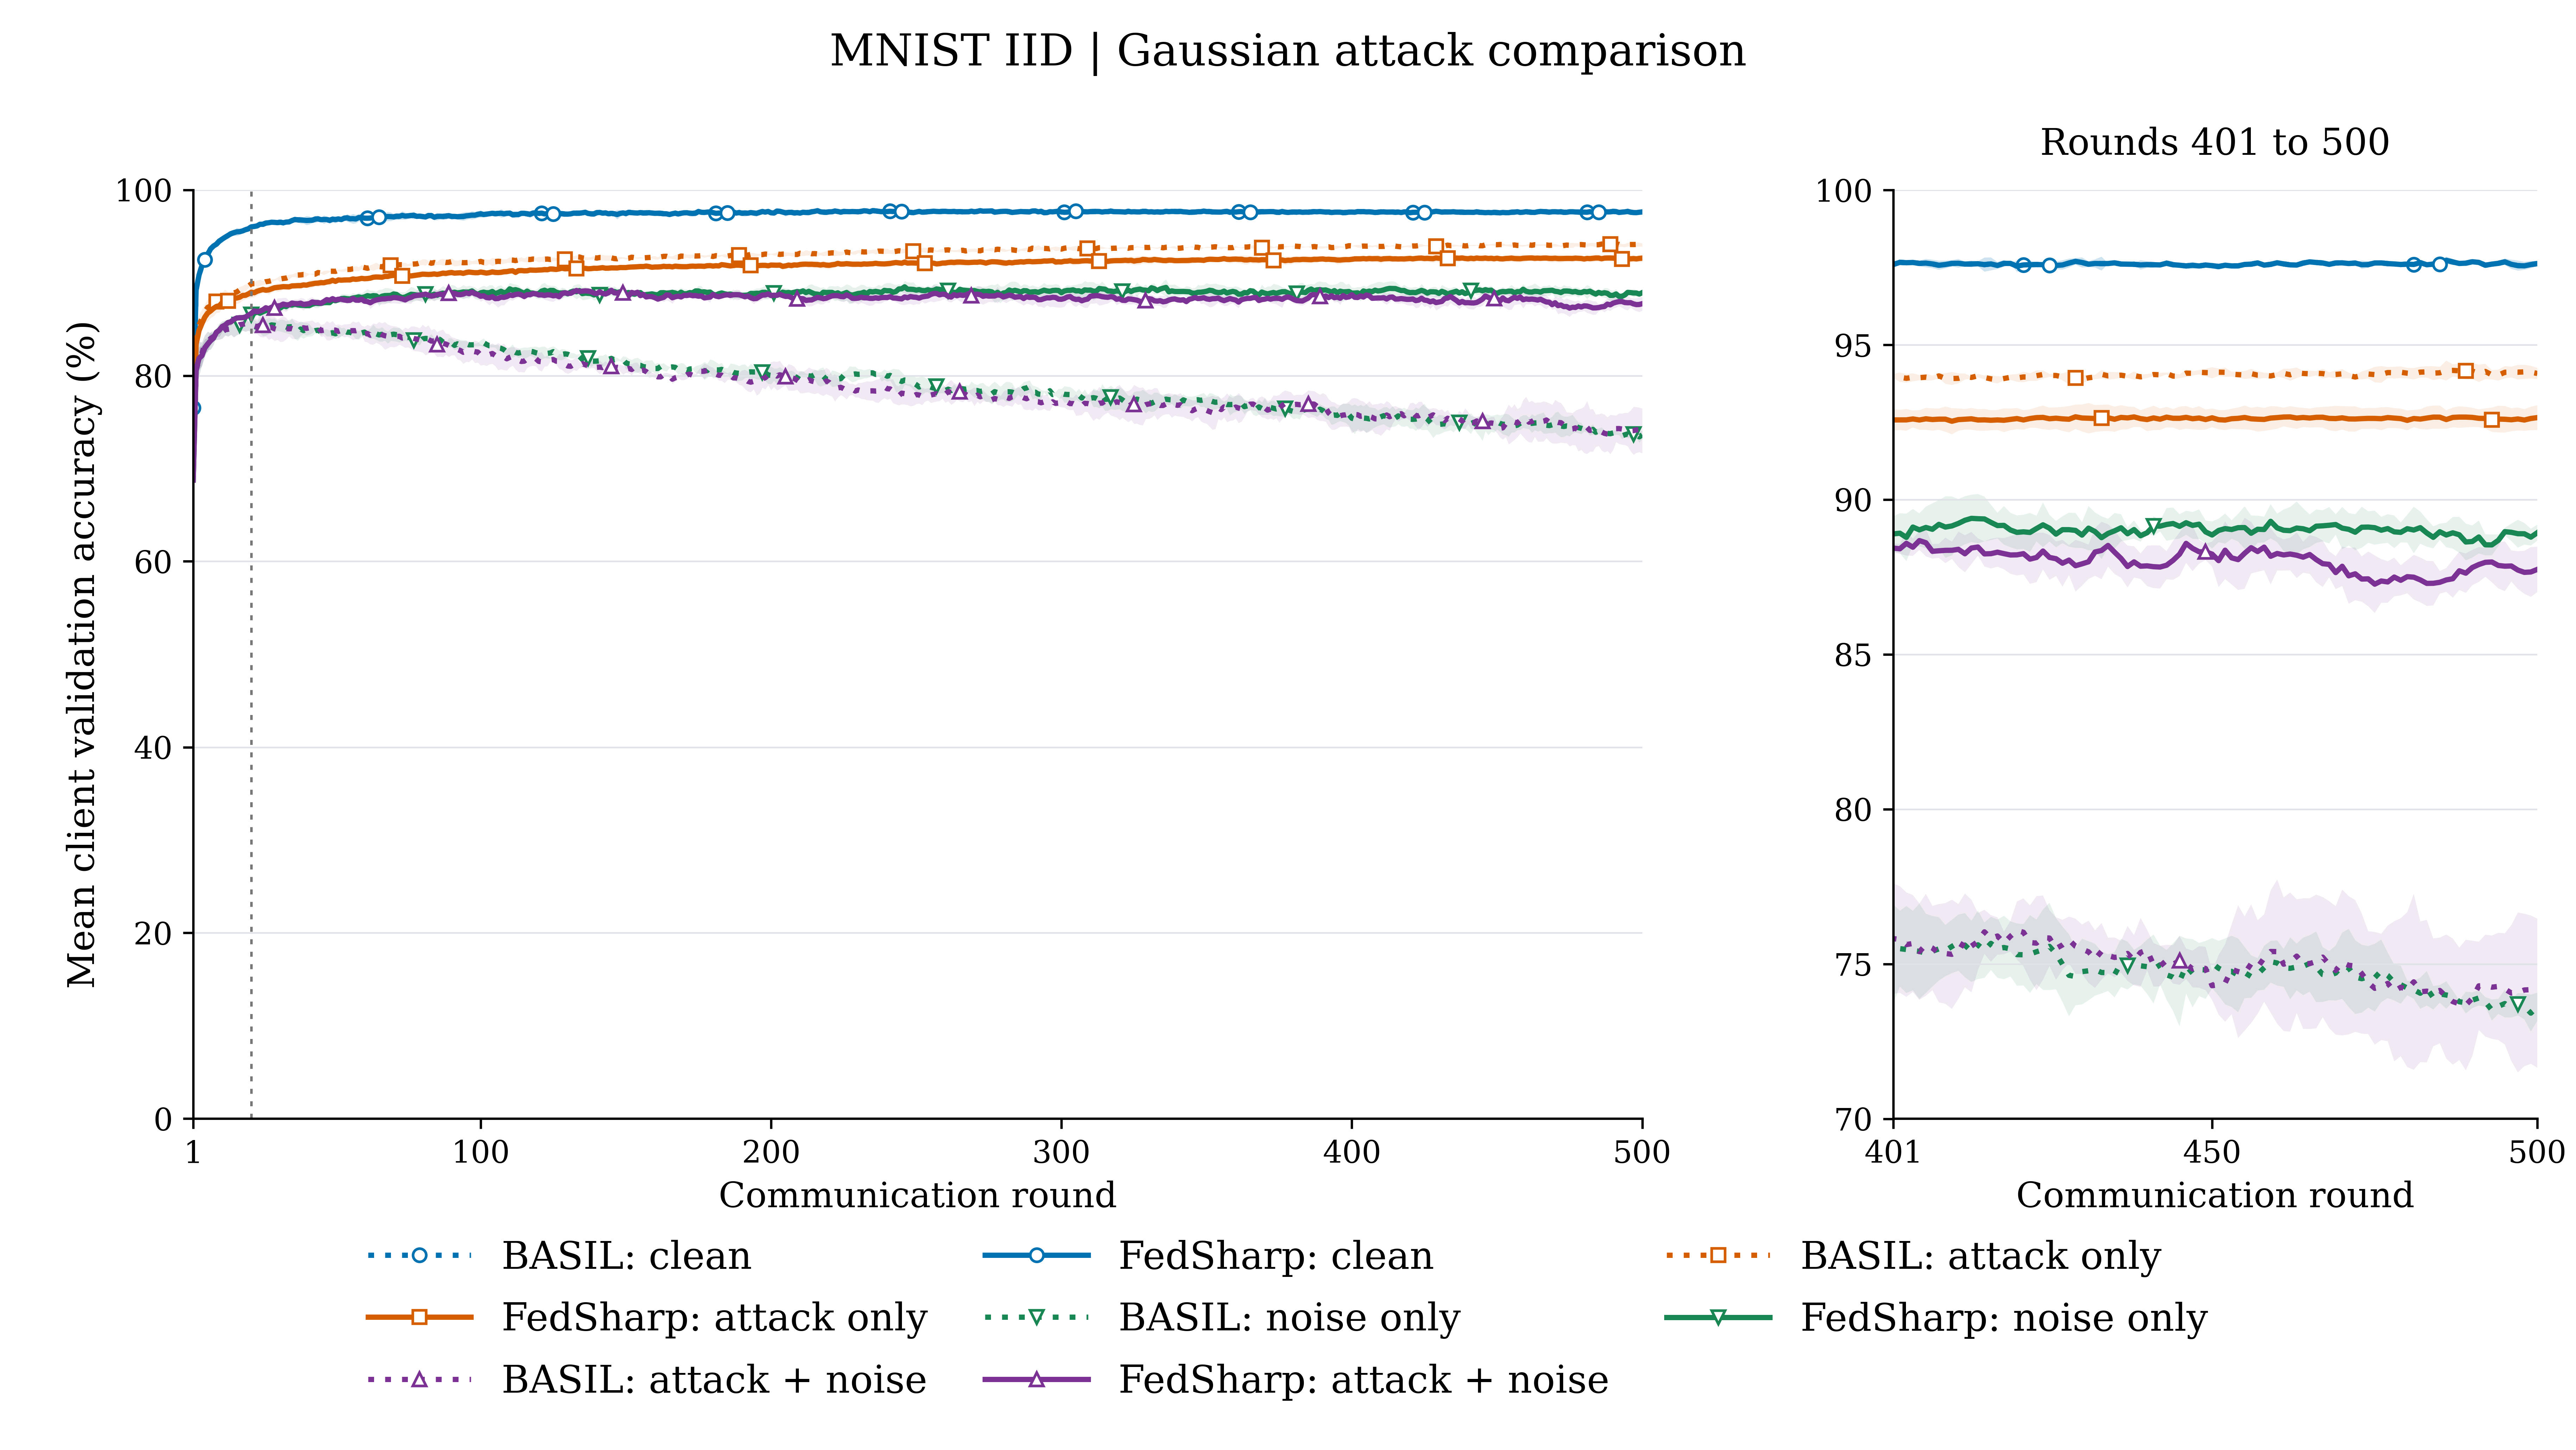 MNIST IID | Gaussian attack comparison
Rounds 401 to 500
Mean client validation accuracy (%)
100
80
60
40
20
0
1 100 200 300 400 500
Communication round
100
95
90
85
80
75
70
401 450 500
Communication round
BASIL: clean FedSharp: clean BASIL: attack only
FedSharp: attack only BASIL: noise only FedSharp: noise only
BASIL: attack + noise FedSharp: attack + noise